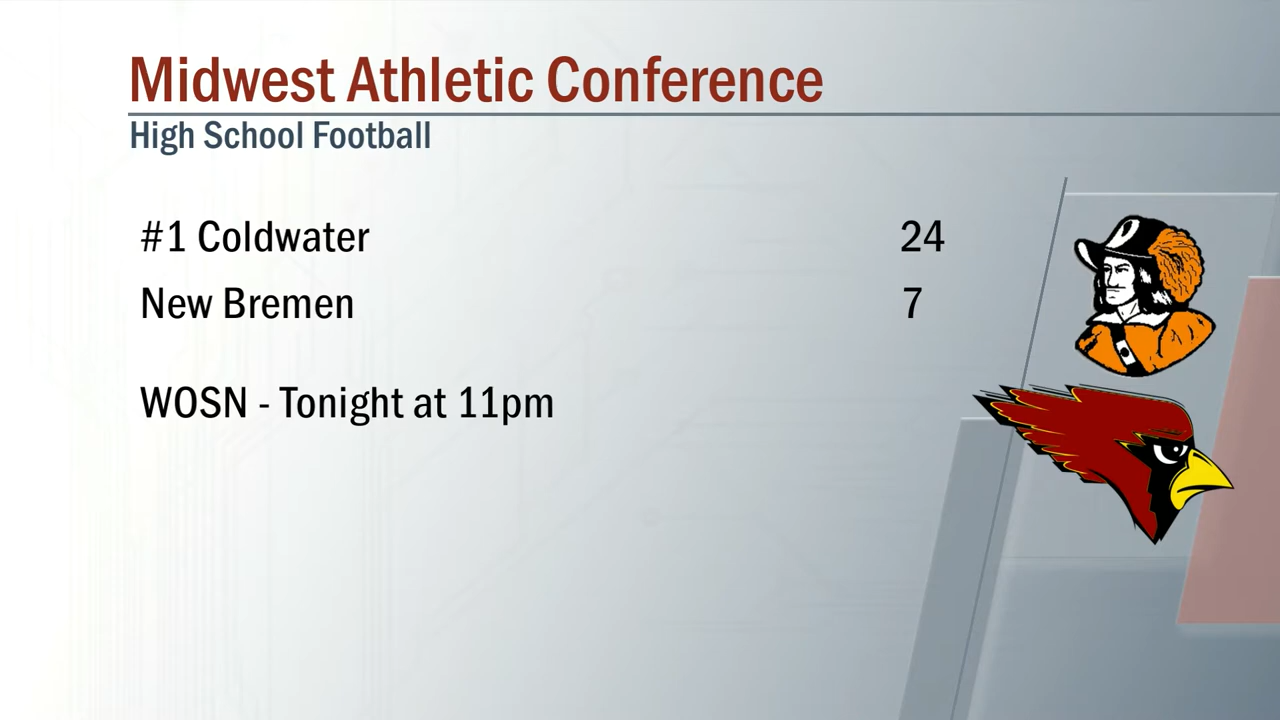 Midwest Athletic Conference
High School Football
#1 Coldwater 24
New Bremen 7
WOSN - Tonight at 11pm